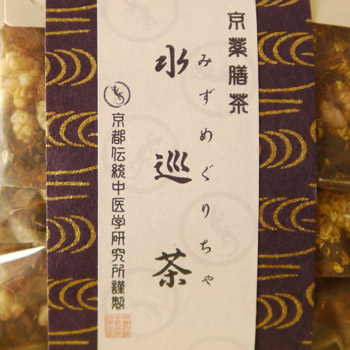 京薬膳茶
みずめぐりちゃ
水巡茶
京都伝統中医学研究所謹製